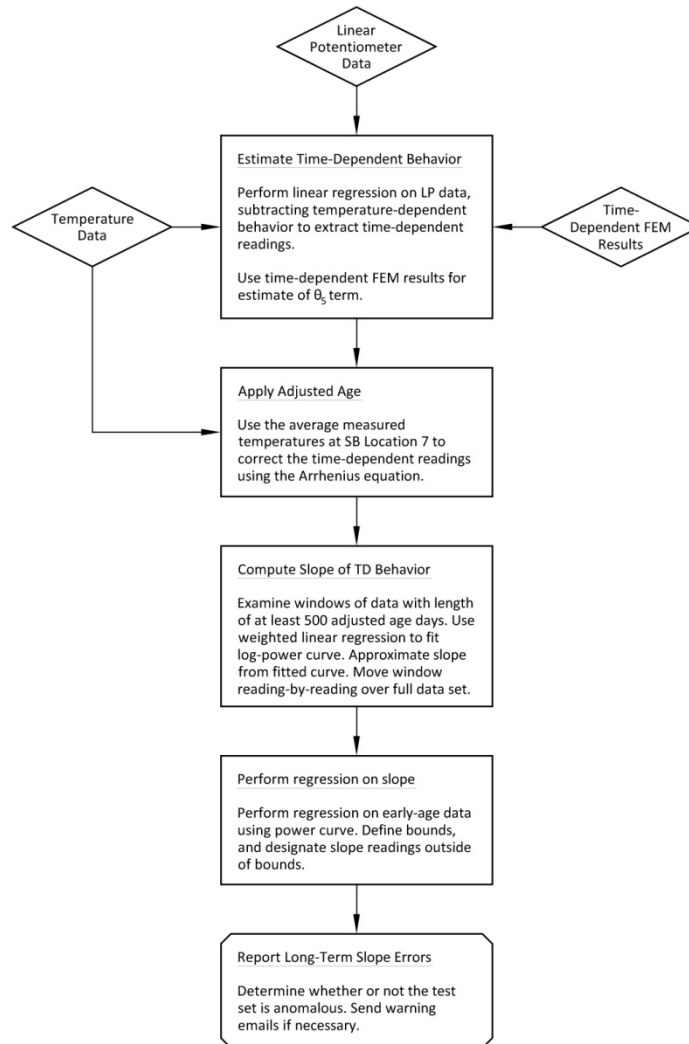 Linear
Potentiometer
Data
Estimate Time-Dependent Behavior
Perform linear regression on LP data,
subtracting temperature-dependent
behavior to extract time-dependent
readings.
Use time-dependent FEM results for
estimate of θ₅ term.
Temperature
Data
Time-
Dependent FEM
Results
Apply Adjusted Age
Use the average measured
temperatures at SB Location 7 to
correct the time-dependent readings
using the Arrhenius equation.
Compute Slope of TD Behavior
Examine windows of data with length
of at least 500 adjusted age days. Use
weighted linear regression to fit
log-power curve. Approximate slope
from fitted curve. Move window
reading-by-reading over full data set.
Perform regression on slope
Perform regression on early-age data
using power curve. Define bounds,
and designate slope readings outside
of bounds.
Report Long-Term Slope Errors
Determine whether or not the test
set is anomalous. Send warning
emails if necessary.